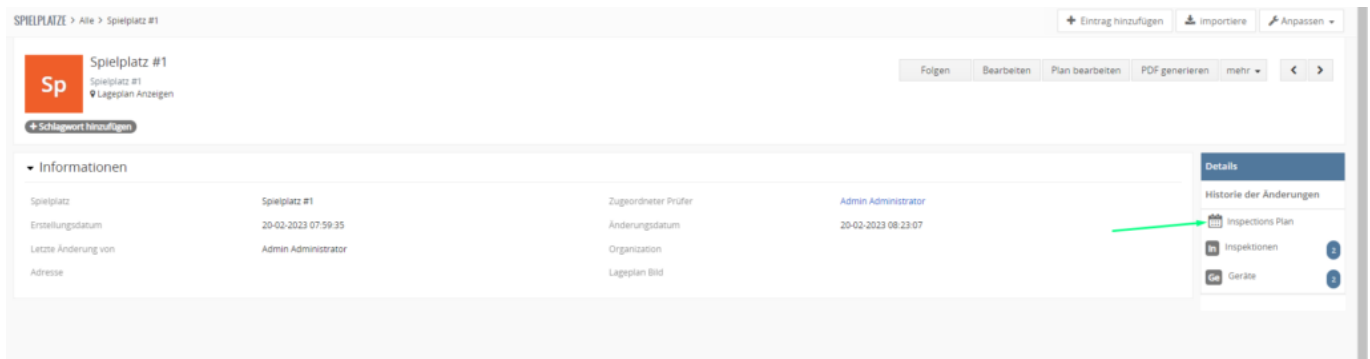 SPIELPLÄTZE > Alle > Spielplatz #1
Eintrag hinzufügen
importiere
Anpassen
Sp
Spielplatz #1
Spielplatz #1
Lageplan Anzeigen
Folgen
Bearbeiten
Plan bearbeiten
PDF generieren
mehr
+ Schlagwort hinzufügen
Informationen
Spielplatz Spielplatz #1 Zugeordneter Prüfer Admin Administrator
Erstellungsdatum 20-02-2023 07:59:35 Änderungsdatum 20-02-2023 08:23:07
Letzte Änderung von Admin Administrator Organization
Adresse Lageplan Bild
Details
Historie der Änderungen
Inspections Plan
In Inspektionen 2
Ge Geräte 2